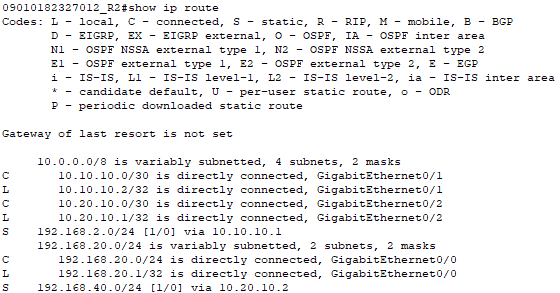 09010182327012_R2#show ip route
Codes: L - local, C - connected, S - static, R - RIP, M - mobile, B - BGP
D - EIGRP, EX - EIGRP external, O - OSPF, IA - OSPF inter area
N1 - OSPF NSSA external type 1, N2 - OSPF NSSA external type 2
E1 - OSPF external type 1, E2 - OSPF external type 2, E - EGP
i - IS-IS, L1 - IS-IS level-1, L2 - IS-IS level-2, ia - IS-IS inter area
* - candidate default, U - per-user static route, o - ODR
P - periodic downloaded static route
Gateway of last resort is not set
10.0.0.0/8 is variably subnetted, 4 subnets, 2 masks
C 10.10.10.0/30 is directly connected, GigabitEthernet0/1
L 10.10.10.2/32 is directly connected, GigabitEthernet0/1
C 10.20.10.0/30 is directly connected, GigabitEthernet0/2
L 10.20.10.1/32 is directly connected, GigabitEthernet0/2
S 192.168.2.0/24 [1/0] via 10.10.10.1
192.168.20.0/24 is variably subnetted, 2 subnets, 2 masks
C 192.168.20.0/24 is directly connected, GigabitEthernet0/0
L 192.168.20.1/32 is directly connected, GigabitEthernet0/0
S 192.168.40.0/24 [1/0] via 10.20.10.2